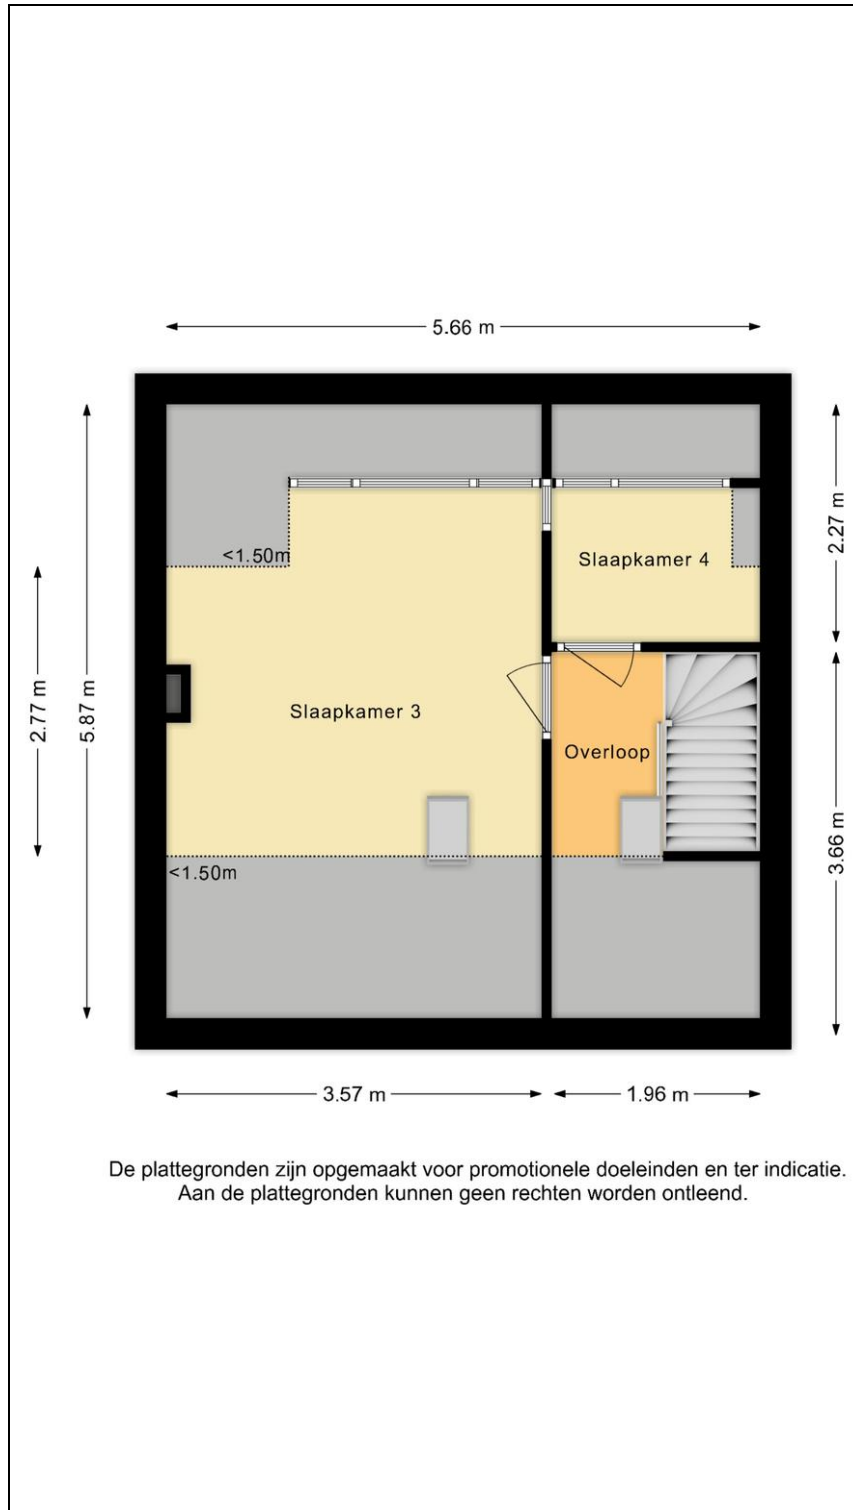 5.66 m
<1.50m
Slaapkamer 4
2.27 m
2.77 m
5.87 m
Slaapkamer 3
Overloop
3.66 m
<1.50m
3.57 m
1.96 m
De plattegronden zijn opgemaakt voor promotionele doeleinden en ter indicatie.
Aan de plattegronden kunnen geen rechten worden ontleend.